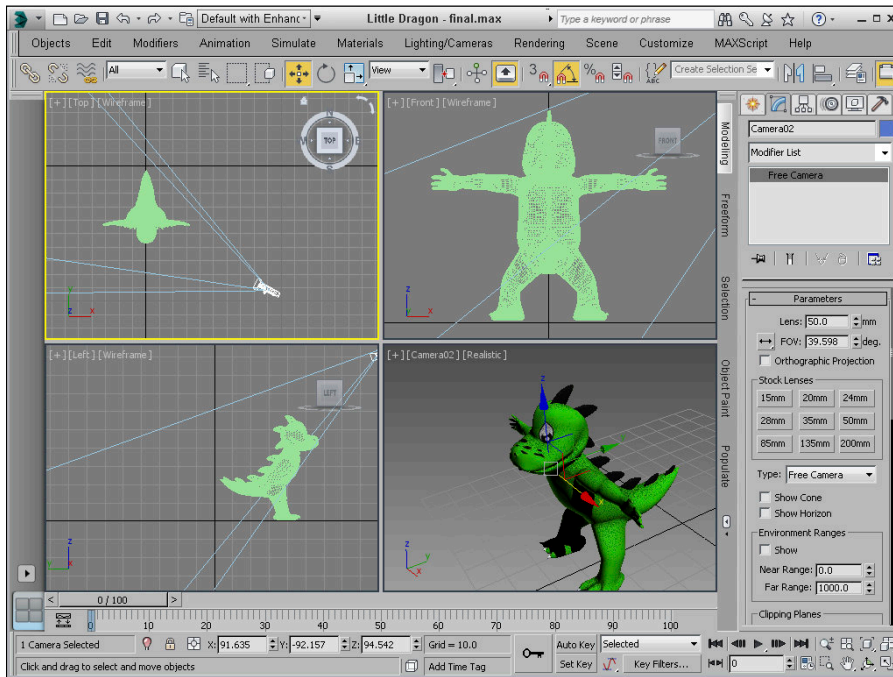 Default with Enhanc Little Dragon - final.max Type a keyword or phrase
Objects Edit Modifiers Animation Simulate Materials Lighting/Cameras Rendering Scene Customize MAXScript Help
All View 3 % ABC Create Selection Se
[+][Top][Wireframe] [+][Front][Wireframe]
N
TOP
S
FRONT
Modeling
Freeform
Selection
Object Paint
Populate
[+][Left][Wireframe] [+][Camera02][Realistic]
LEFT
y x
z x
z y
z y x
z
Camera02
Modifier List
Free Camera
- Parameters
Lens: 50.0 mm
FOV: 39.598 deg.
Orthographic Projection
Stock Lenses
15mm 20mm 24mm
28mm 35mm 50mm
85mm 135mm 200mm
Type: Free Camera
Show Cone
Show Horizon
Environment Ranges
Show
Near Range: 0.0
Far Range: 1000.0
Clipping Planes
< 0 / 100 >
0 10 20 30 40 50 60 70 80 90 100
1 Camera Selected X: 91.635 Y: -92.157 Z: 94.542 Grid = 10.0 Auto Key Selected
Click and drag to select and move objects Add Time Tag Set Key Key Filters... 0